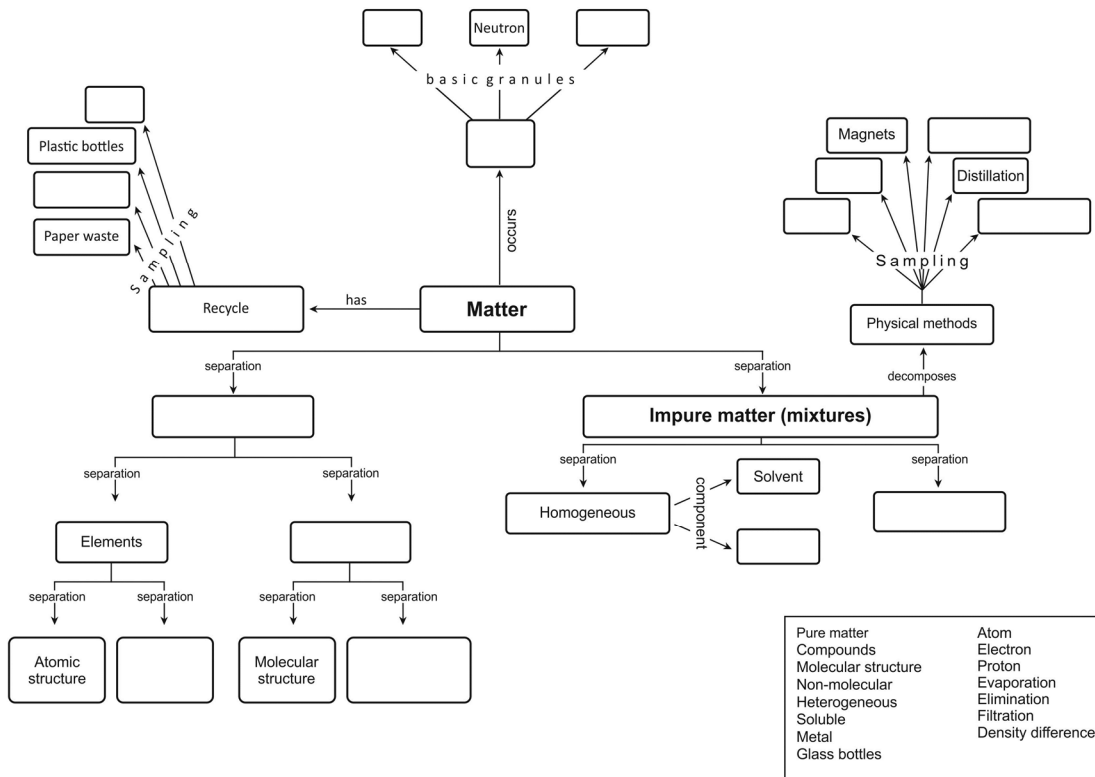 Neutron
basic granules
Plastic bottles
Paper waste
Sampling
occurs
Magnets
Distillation
Sampling
Recycle
has
Matter
Physical methods
separation
separation
decomposes
Impure matter (mixtures)
separation
separation
separation
separation
Homogeneous
component
Solvent
Elements
separation
separation
separation
separation
Atomic
structure
Molecular
structure
Pure matter
Compounds
Molecular structure
Non-molecular
Heterogeneous
Soluble
Metal
Glass bottles
Atom
Electron
Proton
Evaporation
Elimination
Filtration
Density difference